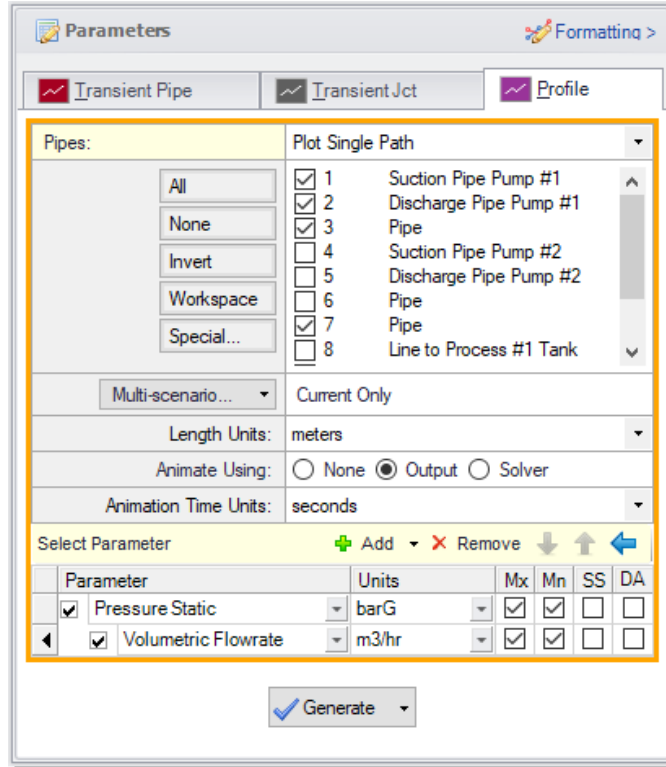 Parameters Formatting >
Transient Pipe Transient Jct Profile
Pipes: Plot Single Path
All 1 Suction Pipe Pump #1
2 Discharge Pipe Pump #1
None 3 Pipe
4 Suction Pipe Pump #2
Invert 5 Discharge Pipe Pump #2
Workspace 6 Pipe
7 Pipe
Special... 8 Line to Process #1 Tank
Multi-scenario... Current Only
Length Units: meters
Animate Using: None Output Solver
Animation Time Units: seconds
Select Parameter Add Remove
Parameter Units Mx Mn SS DA
Pressure Static barG
Volumetric Flowrate m3/hr
Generate